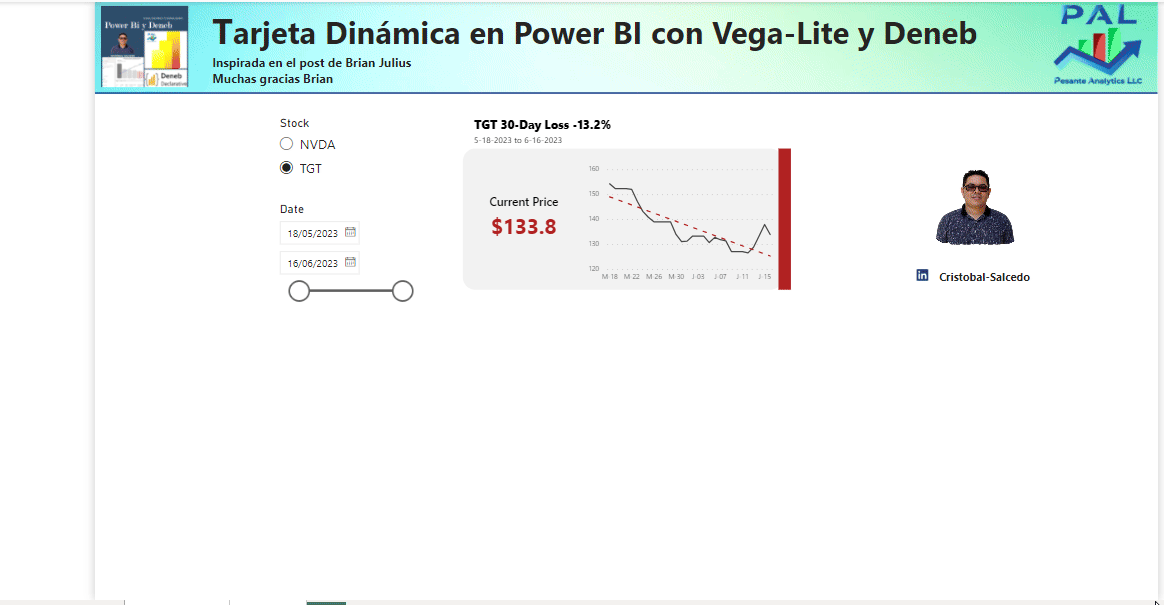 Power Bi y Deneb
Deneb
Declarative
Tarjeta Dinámica en Power BI con Vega-Lite y Deneb
Inspirada en el post de Brian Julius
Muchas gracias Brian
PAL
Pesante Analytics LLC
Stock
NVDA
TGT
Date
18/05/2023
16/06/2023
TGT 30-Day Loss -13.2%
5-18-2023 to 6-16-2023
Current Price
$133.8
160
150
140
130
120
M-18 M-22 M-26 M-30 J-03 J-07 J-11 J-15
Cristobal-Salcedo